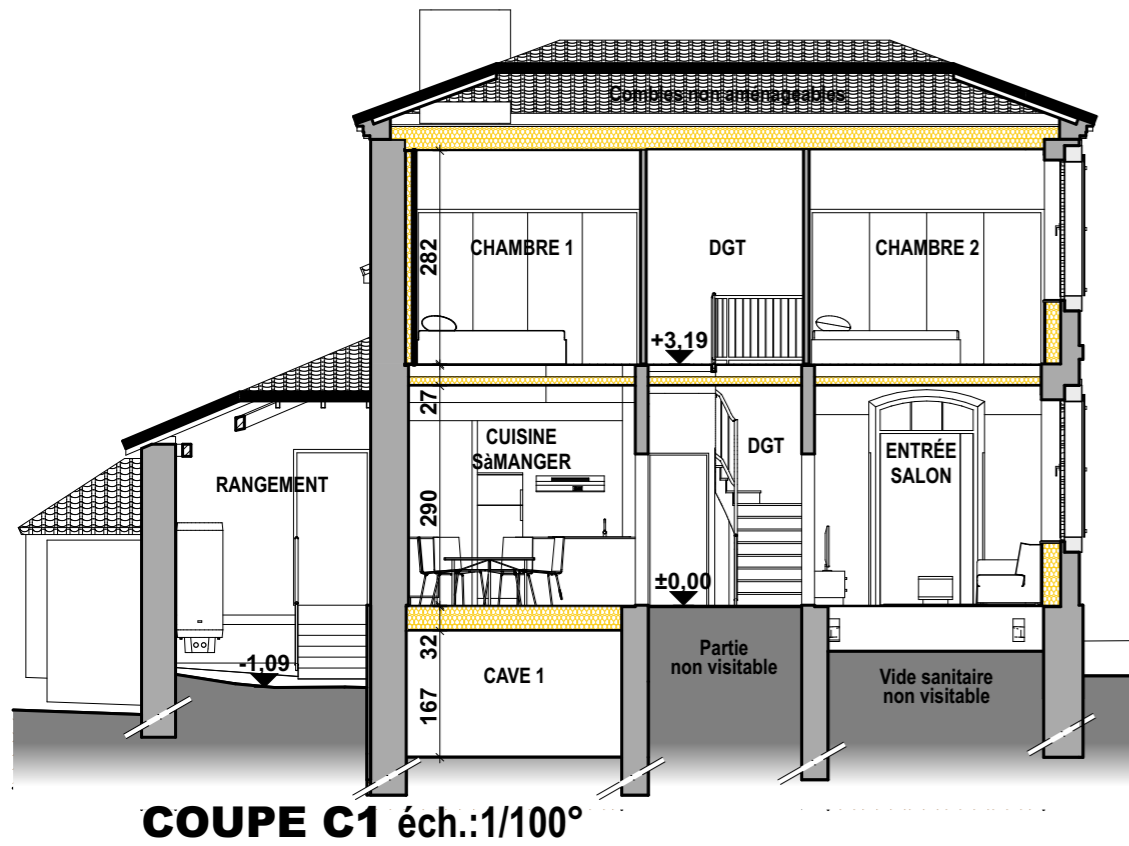 Combles non aménageables
282
CHAMBRE 1
DGT
CHAMBRE 2
+3,19
27
CUISINE
SàMANGER
DGT
ENTRÉE
SALON
RANGEMENT
290
±0,00
-1,09
32
CAVE 1
Partie
non visitable
Vide sanitaire
non visitable
167
COUPE C1 éch.:1/100°